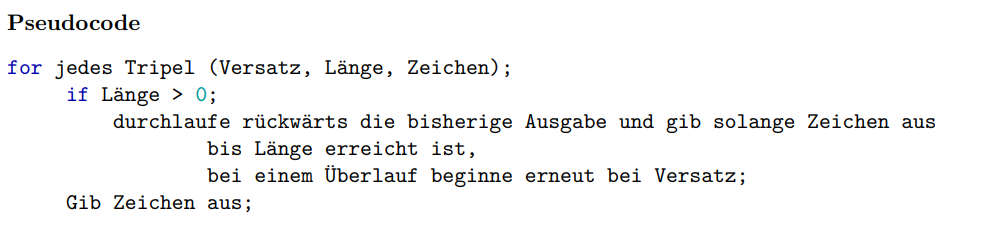 Pseudocode
for jedes Tripel (Versatz, Länge, Zeichen);
if Länge > 0;
durchlaufe rückwärts die bisherige Ausgabe und gib solange Zeichen aus
bis Länge erreicht ist,
bei einem Überlauf beginne erneut bei Versatz;
Gib Zeichen aus;